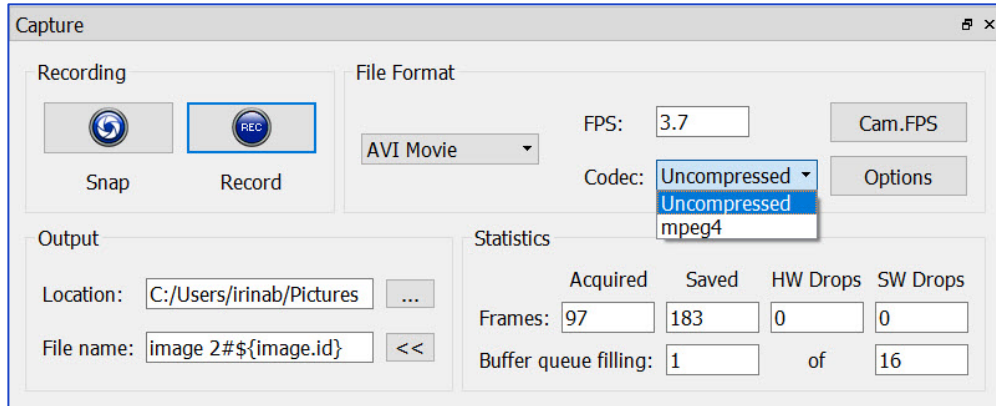 Capture
Recording
REC
Snap
Record
File Format
AVI Movie
FPS: 3.7 Cam.FPS
Codec: Uncompressed Options
Uncompressed
mpeg4
Output
Location: C:/Users/irinab/Pictures ...
File name: image 2#${image.id} <<
Statistics
Acquired Saved HW Drops SW Drops
Frames: 97 183 0 0
Buffer queue filling: 1 of 16